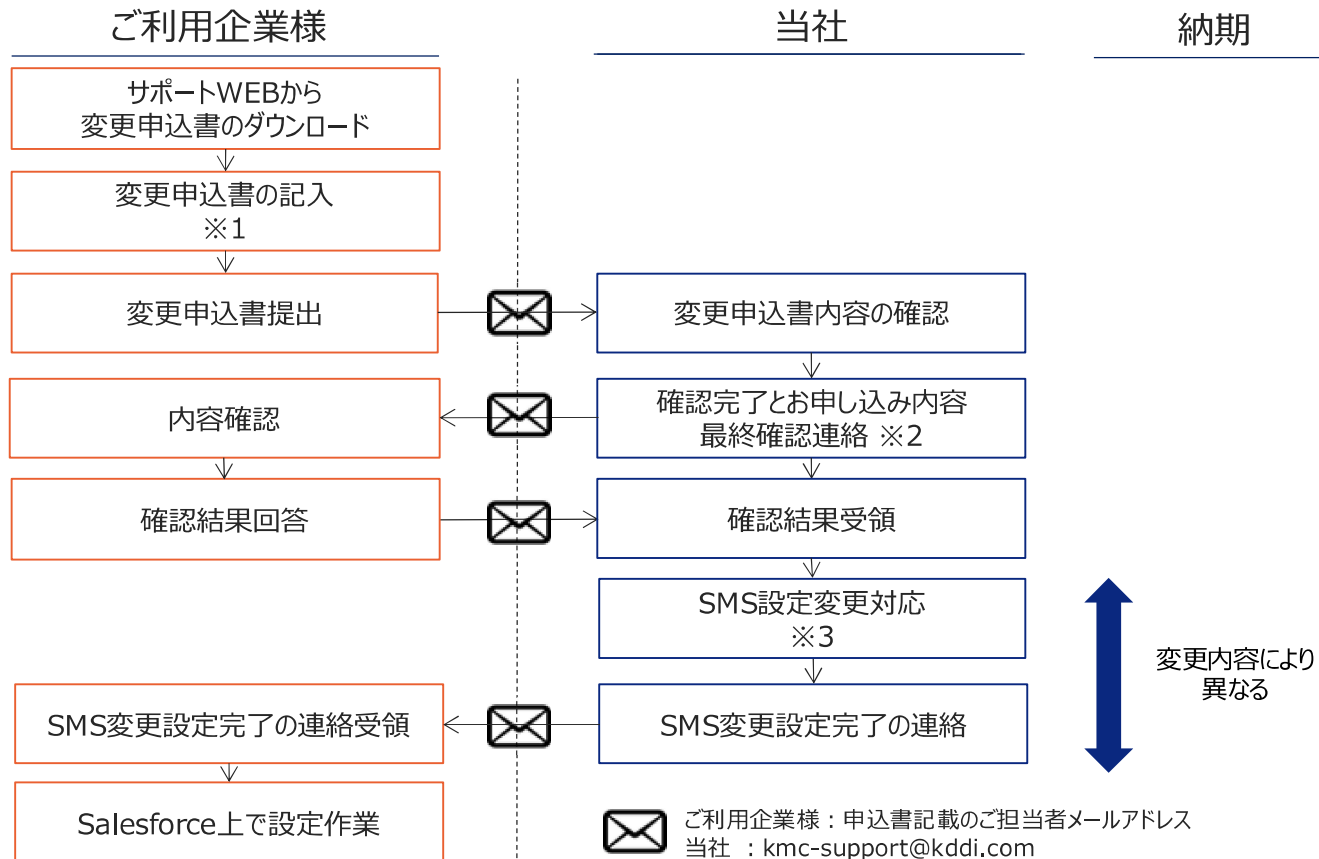 ご利用企業様
当社
納期
サポートWEBから
変更申込書のダウンロード
変更申込書の記入
※1
変更申込書提出
変更申込書内容の確認
内容確認
確認完了とお申し込み内容
最終確認連絡 ※2
確認結果回答
確認結果受領
SMS設定変更対応
※3
変更内容により
異なる
SMS変更設定完了の連絡受領
SMS変更設定完了の連絡
Salesforce上で設定作業
ご利用企業様：申込書記載のご担当者メールアドレス
当社 ：kmc-support@kddi.com